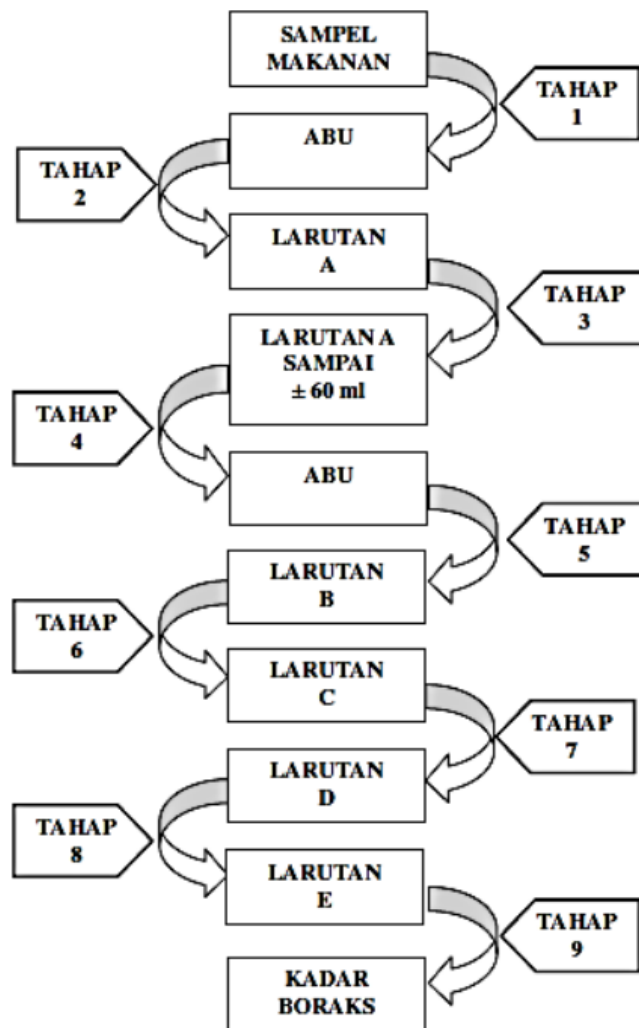 SAMPEL
MAKANAN
TAHAP
1
ABU
TAHAP
2
LARUTAN
A
TAHAP
3
LARUTAN A
SAMPAI
± 60 ml
TAHAP
4
ABU
TAHAP
5
LARUTAN
B
TAHAP
6
LARUTAN
C
TAHAP
7
LARUTAN
D
TAHAP
8
LARUTAN
E
TAHAP
9
KADAR
BORAKS